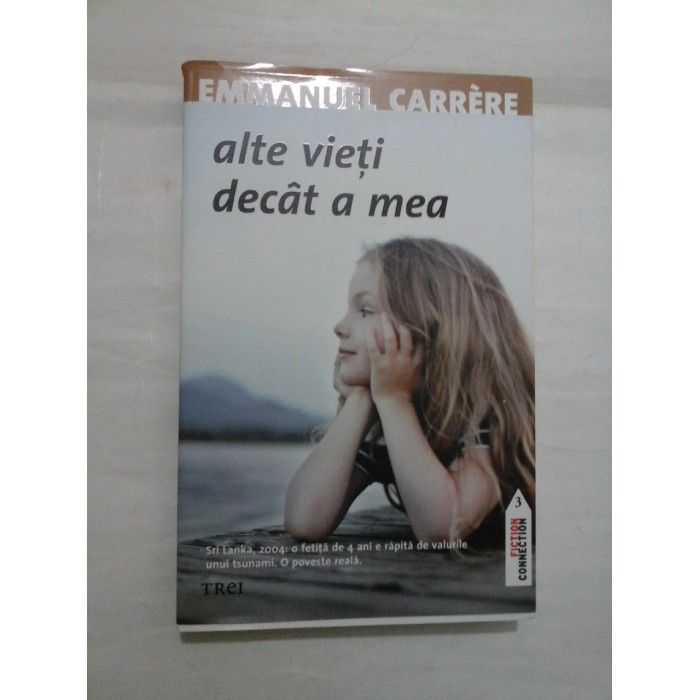 EMMANUEL CARRÈRE
alte vieți
decât a mea
Sri Lanka, 2004: o fetiță de 4 ani e răpită de valurile
unui tsunami. O poveste reală.
TREI
3
FICTION
CONNECTION